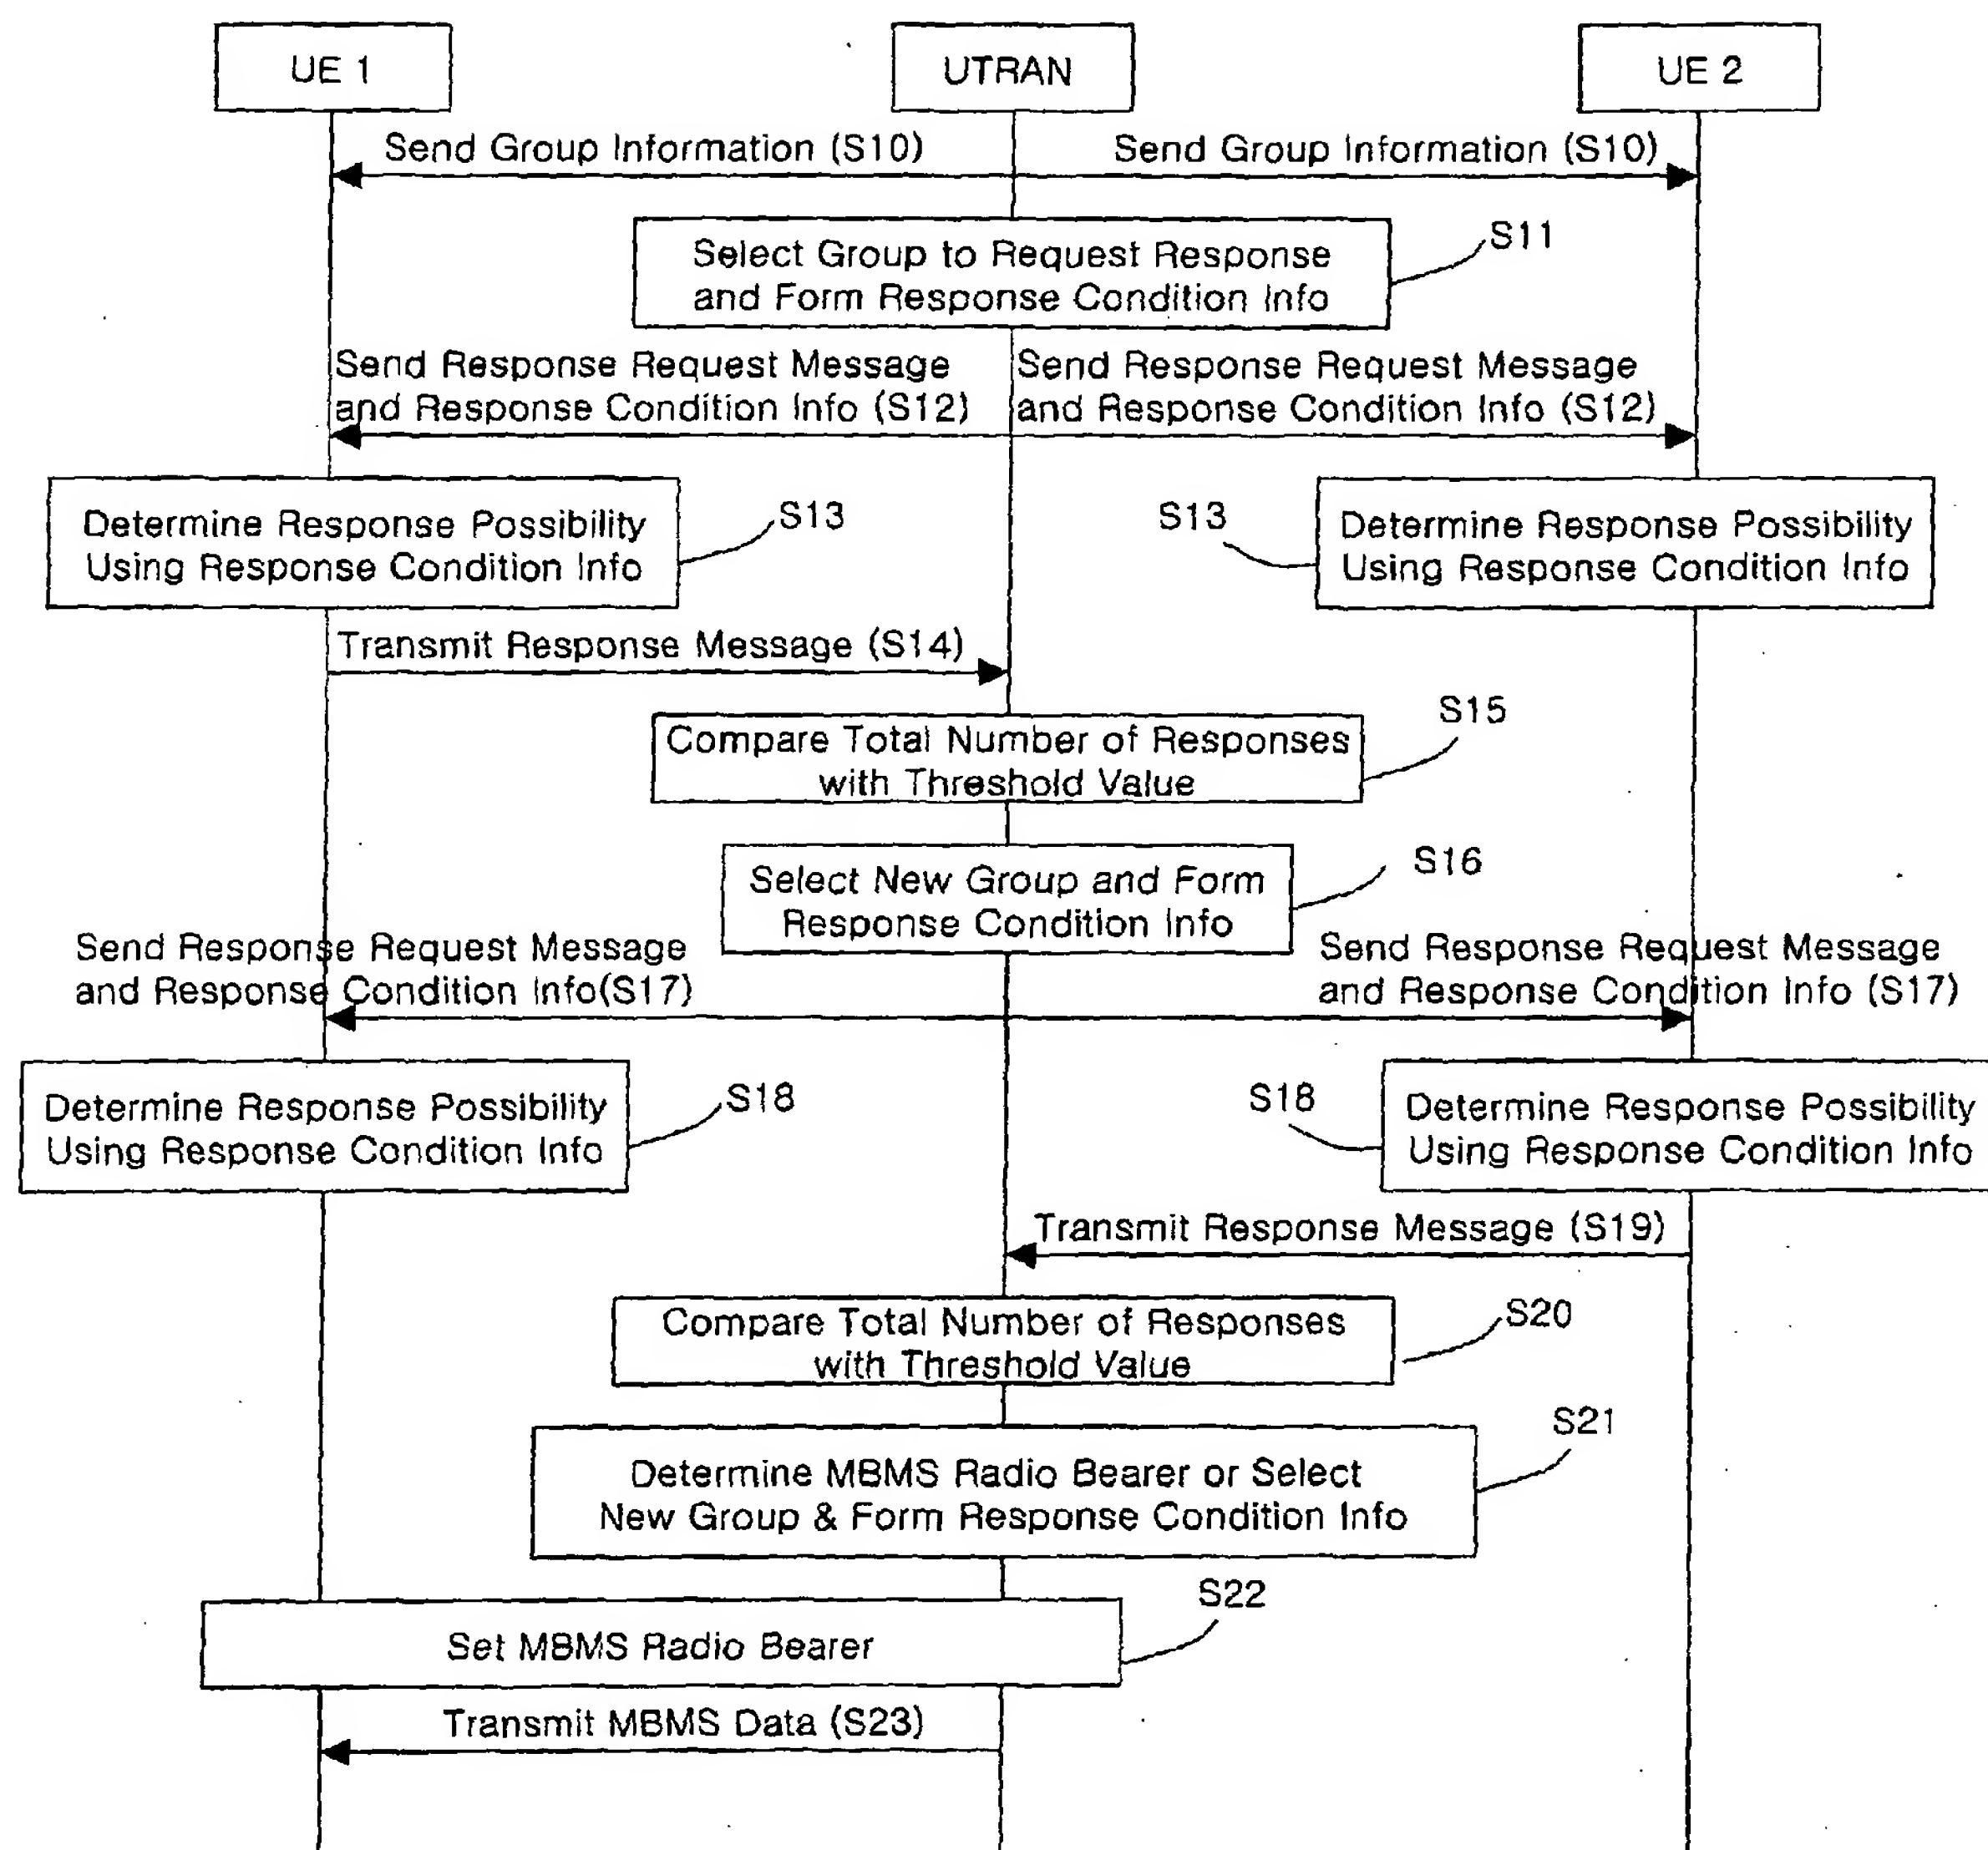 UE 1
UTRAN
UE 2
Send Group Information (S10)
Send Group Information (S10)
Select Group to Request Response
and Form Response Condition Info
S11
Send Response Request Message
and Response Condition Info (S12)
Send Response Request Message
and Response Condition Info (S12)
Determine Response Possibility
Using Response Condition Info
S13
S13
Determine Response Possibility
Using Response Condition Info
Transmit Response Message (S14)
Compare Total Number of Responses
with Threshold Value
S15
Select New Group and Form
Response Condition Info
S16
Send Response Request Message
and Response Condition Info(S17)
Send Response Request Message
and Response Condition Info (S17)
Determine Response Possibility
Using Response Condition Info
S18
S18
Determine Response Possibility
Using Response Condition Info
Transmit Response Message (S19)
Compare Total Number of Responses
with Threshold Value
S20
Determine MBMS Radio Bearer or Select
New Group & Form Response Condition Info
S21
Set MBMS Radio Bearer
S22
Transmit MBMS Data (S23)